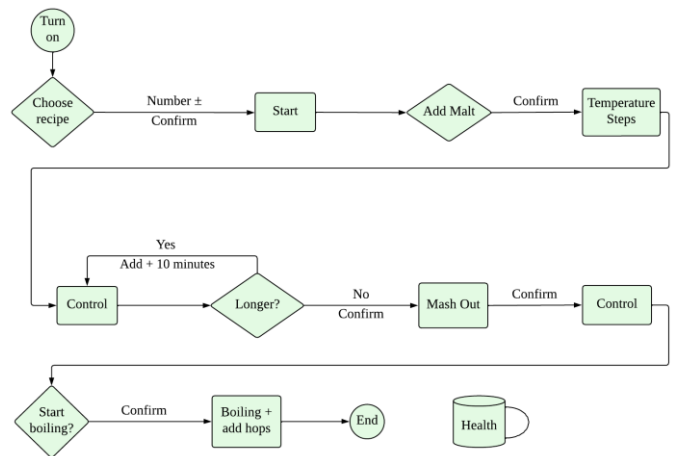 Turn
on
Choose
recipe
Number ±
Confirm
Start
Add Malt
Confirm
Temperature
Steps
Yes
Add + 10 minutes
Control
Longer?
No
Confirm
Mash Out
Confirm
Control
Start
boiling?
Confirm
Boiling +
add hops
End
Health